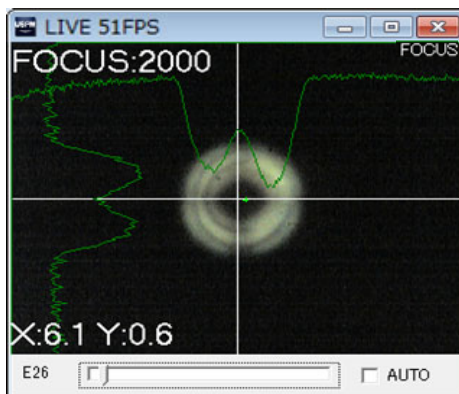 LIVE 51FPS
FOCUS
FOCUS:2000
X:6.1 Y:0.6
E26
AUTO